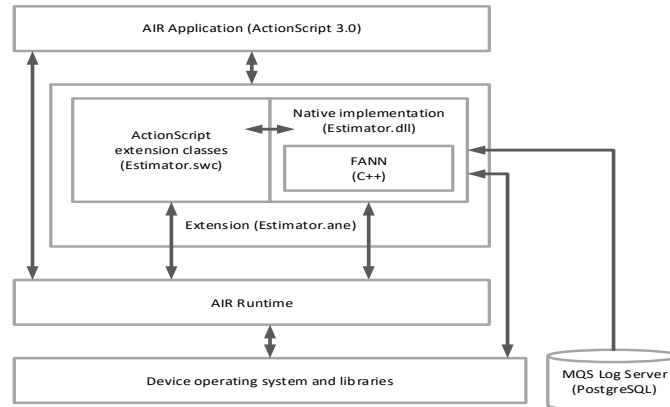 AIR Application (ActionScript 3.0)
ActionScript
extension classes
(Estimator.swc)
Native implementation
(Estimator.dll)
FANN
(C++)
Extension (Estimator.ane)
AIR Runtime
Device operating system and libraries
MQS Log Server
(PostgreSQL)